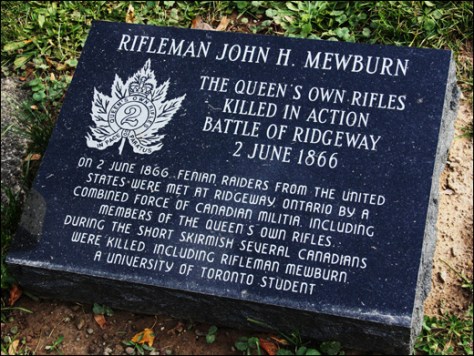 RIFLEMAN JOHN H. MEWBURN
THE QUEEN'S OWN RIFLES
KILLED IN ACTION
BATTLE OF RIDGEWAY
2 JUNE 1866
2
ON 2 JUNE 1866, FENIAN RAIDERS FROM THE UNITED
STATES WERE MET AT RIDGEWAY, ONTARIO BY A
COMBINED FORCE OF CANADIAN MILITIA, INCLUDING
MEMBERS OF THE QUEEN'S OWN RIFLES.
DURING THE SHORT SKIRMISH SEVERAL CANADIANS
WERE KILLED, INCLUDING RIFLEMAN MEWBURN,
A UNIVERSITY OF TORONTO STUDENT